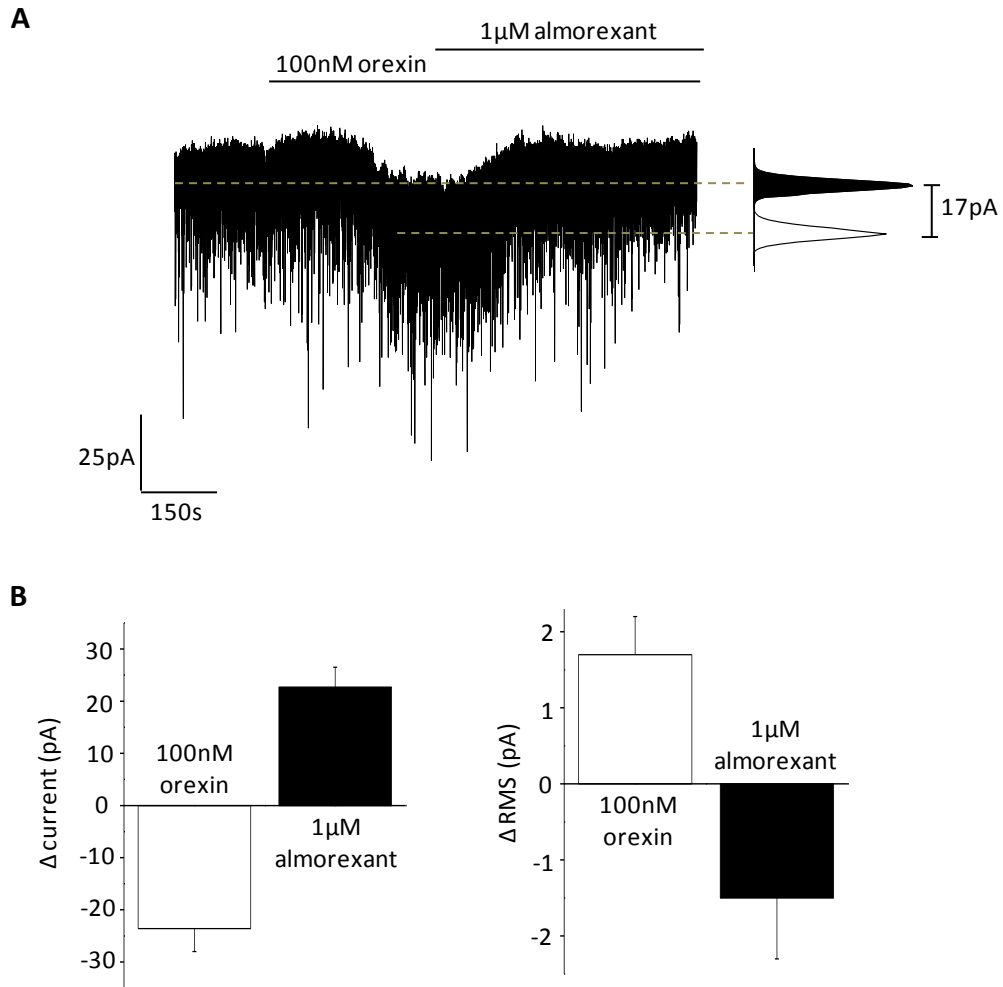 A
1µM almorexant
100nM orexin
17pA
25pA
150s
B
30
20
10
0
-10
-20
-30
Δ current (pA)
100nM
orexin
1µM
almorexant
2
1
0
-1
-2
Δ RMS (pA)
1µM
almorexant
100nM
orexin